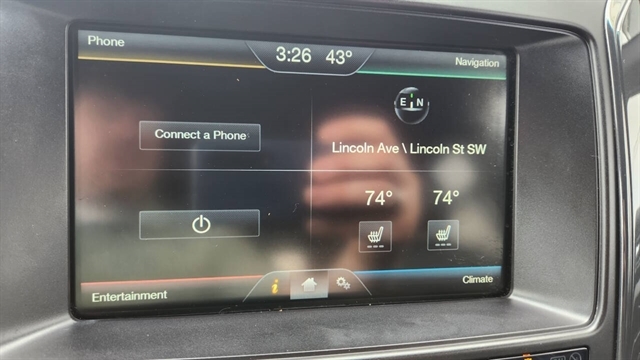 Phone
3:26 43°
Navigation
E N
Connect a Phone
Lincoln Ave \ Lincoln St SW
74° 74°
i
Entertainment
Climate